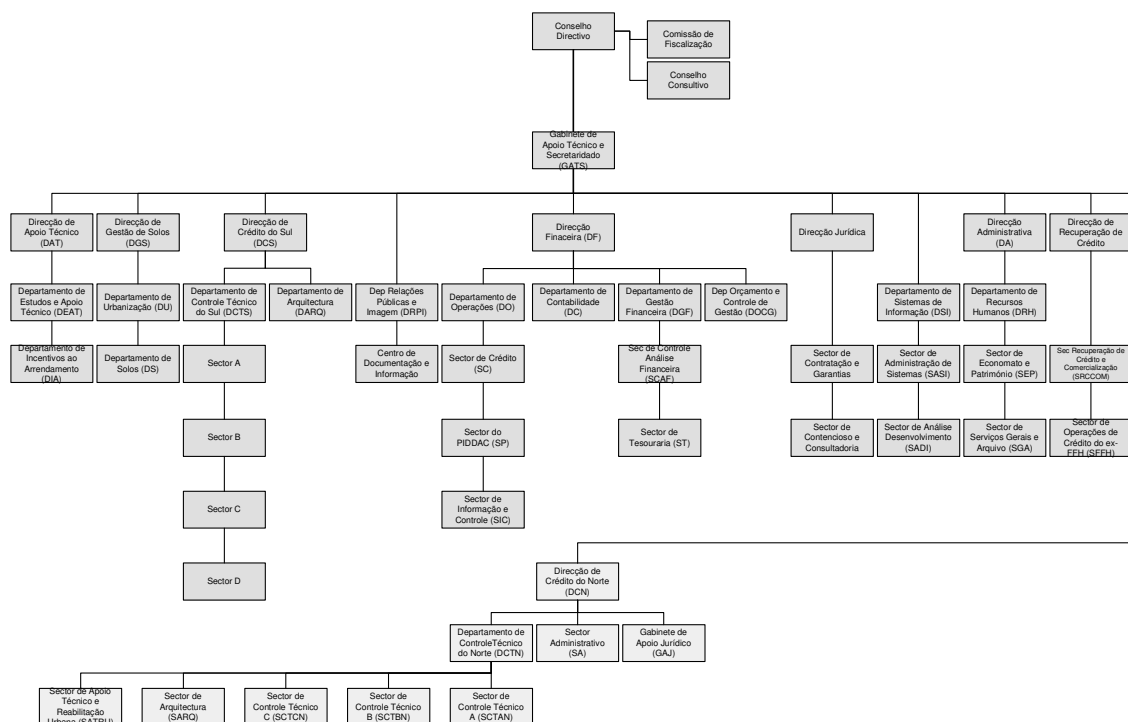 Conselho
Directivo
Comissão de
Fiscalização
Conselho
Consultivo
Gabinete de
Apoio Técnico e
Secretaridado
(GATS)
Direcção de
Apoio Técnico
(DAT)
Direcção de
Gestão de Solos
(DGS)
Direcção de
Crédito do Sul
(DCS)
Direcção
Finaceira (DF)
Direcção Jurídica
Direcção
Administrativa
(DA)
Direcção de
Recuperação de
Crédito
Departamento de
Estudos e Apoio
Técnico (DEAT)
Departamento de
Urbanização (DU)
Departamento de
Controle Técnico
do Sul (DCTS)
Departamento de
Arquitectura (DARQ)
Dep Relações
Públicas e
Imagem (DRPI)
Departamento de
Operações (DO)
Departamento de
Contabilidade (DC)
Departamento de
Gestão
Financeira (DGF)
Dep Orçamento e
Controle de
Gestão (DOCG)
Departamento de
Sistemas de
Informação (DSI)
Departamento de
Recursos
Humanos (DRH)
Departamento de
Incentivos ao
Arrendamento
(DIA)
Departamento de
Solos (DS)
Sector A
Centro de
Documentação e
Informação
Sector de Crédito
(SC)
Sec de Controle
Análise
Financeira
(SCAF)
Sector de
Contratação e
Garantias
Sector de
Administração de
Sistemas (SASI)
Sector de
Economato e
Património (SEP)
Sec Recuperação de
Crédito e
Comercialização
(SRCCOM)
Sector B
Sector do
PIDDAC (SP)
Sector de
Tesouraria (ST)
Sector de
Contencioso e
Consultadoria
Sector de Análise
Desenvolvimento
(SADI)
Sector de
Serviços Gerais e
Arquivo (SGA)
Sector de
Operações de
Crédito do ex-
FFH (SFFH)
Sector C
Sector de
Informação e
Controle (SIC)
Sector D
Direcção de
Crédito do Norte
(DCN)
Departamento de
ControleTécnico
do Norte (DCTN)
Sector
Administrativo
(SA)
Gabinete de
Apoio Jurídico
(GAJ)
Sector de Apoio
Técnico e
Reabilitação
Urbana (SATRU)
Sector de
Arquitectura
(SARQ)
Sector de
Controle Técnico
C (SCTCN)
Sector de
Controle Técnico
B (SCTBN)
Sector de
Controle Técnico
A (SCTAN)